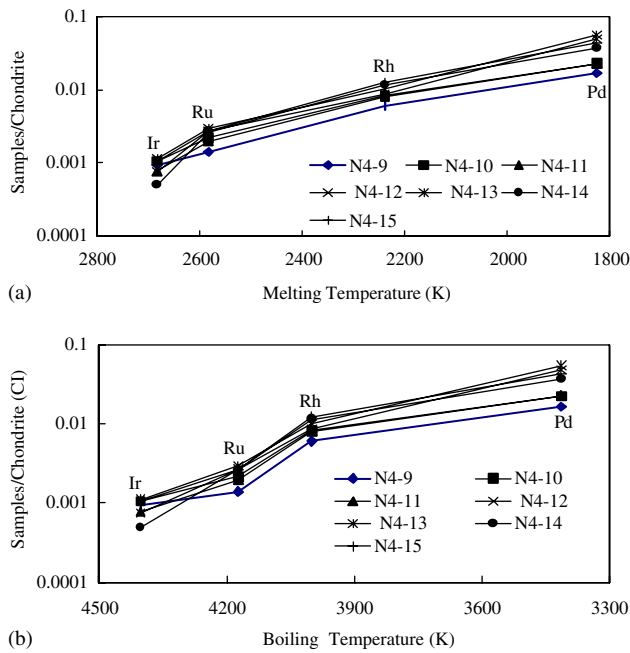 0.1
Rh
Ru
0.01
Ir
Pd
0.001
N4-9 N4-10 N4-11
N4-12 N4-13 N4-14
N4-15
0.0001
2800 2600 2400 2200 2000 1800
Samples/Chondrite
(a) Melting Temperature (K)
0.1
Rh
Ru
0.01
Pd
Ir
0.001
N4-9 N4-10
N4-11 N4-12
N4-13 N4-14
N4-15
0.0001
4500 4200 3900 3600 3300
Samples/Chondrite (CI)
(b) Boiling Temperature (K)